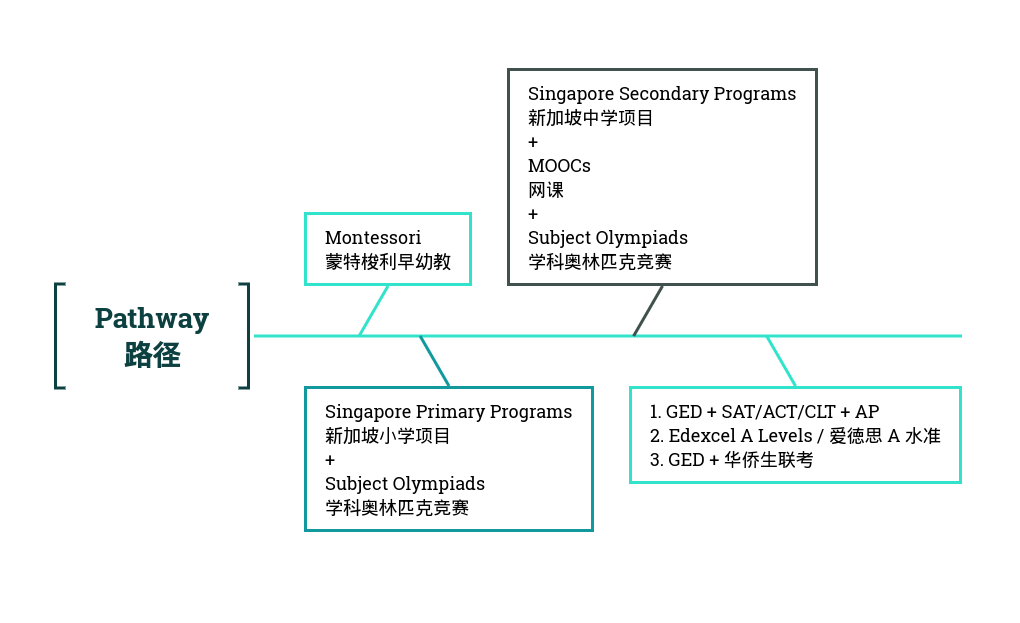 Pathway
路径
Montessori
蒙特梭利早幼教
Singapore Primary Programs
新加坡小学项目
+
Subject Olympiads
学科奥林匹克竞赛
Singapore Secondary Programs
新加坡中学项目
+
MOOCs
网课
+
Subject Olympiads
学科奥林匹克竞赛
1. GED + SAT/ACT/CLT + AP
2. Edexcel A Levels / 爱德思 A 水准
3. GED + 华侨生联考